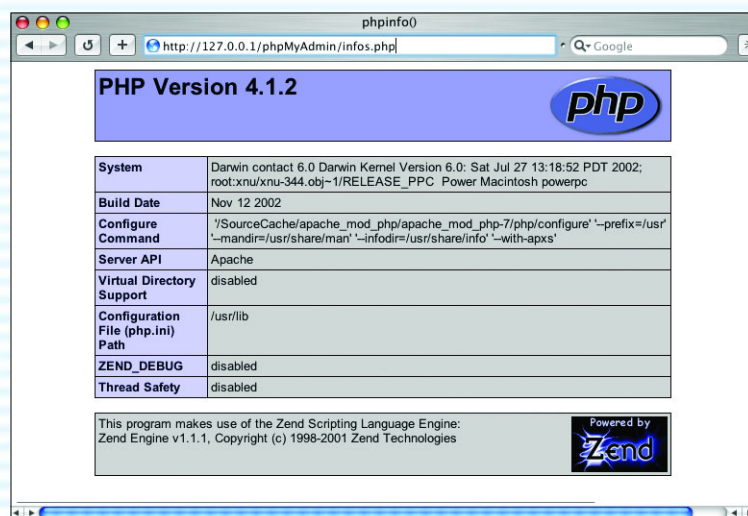 phpinfo()
http://127.0.0.1/phpMyAdmin/infos.php
Google
PHP Version 4.1.2
php
System
Darwin contact 6.0 Darwin Kernel Version 6.0: Sat Jul 27 13:18:52 PDT 2002;
root:xnu/xnu-344.obj~1/RELEASE_PPC Power Macintosh powerpc
Build Date
Nov 12 2002
Configure
Command
'/SourceCache/apache_mod_php/apache_mod_php-7/php/configure' '--prefix=/usr'
'--mandir=/usr/share/man' '--infodir=/usr/share/info' '--with-apxs'
Server API
Apache
Virtual Directory
Support
disabled
Configuration
File (php.ini)
Path
/usr/lib
ZEND_DEBUG
disabled
Thread Safety
disabled
This program makes use of the Zend Scripting Language Engine:
Zend Engine v1.1.1, Copyright (c) 1998-2001 Zend Technologies
Powered by
Zend